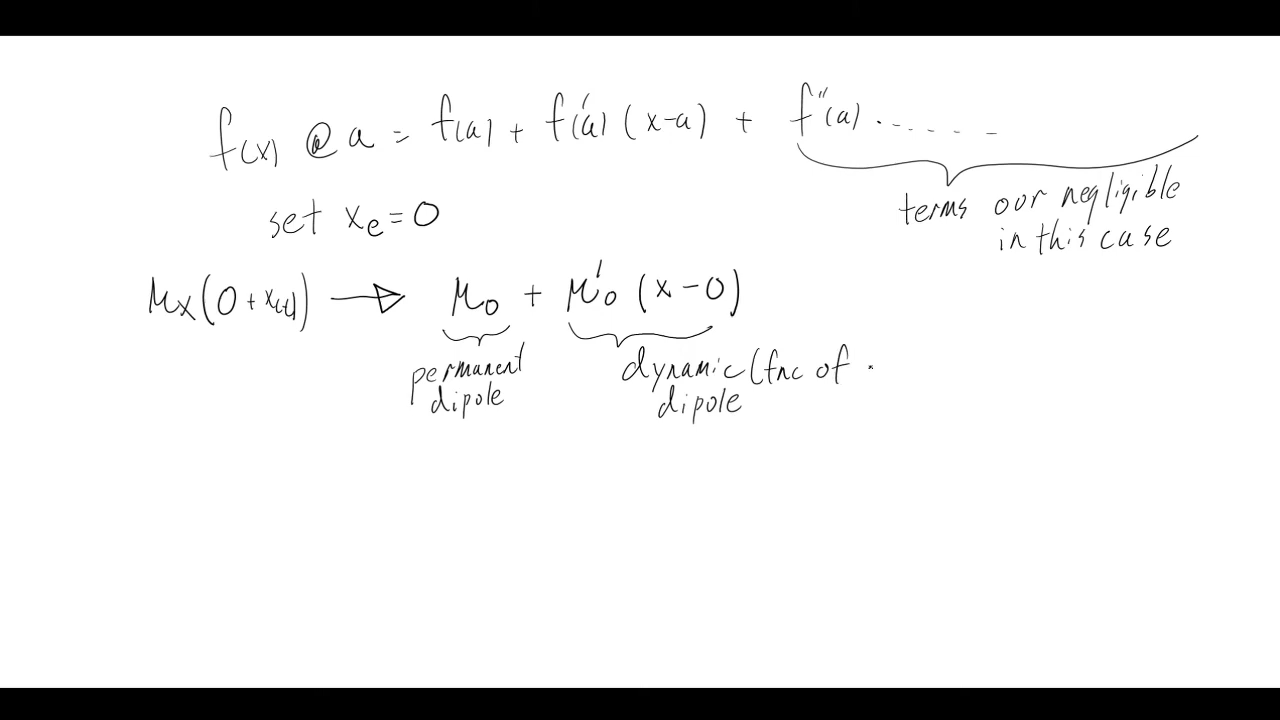 f(x) @ a = f(a) + f'(a) (x-a) + f''(a) .......
terms our negligible
in this case
set xₑ = 0
μₓ(0 + x(t)) → μ₀ + μ'₀ (x - 0)
permanent
dipole
dynamic (fnc of
dipole